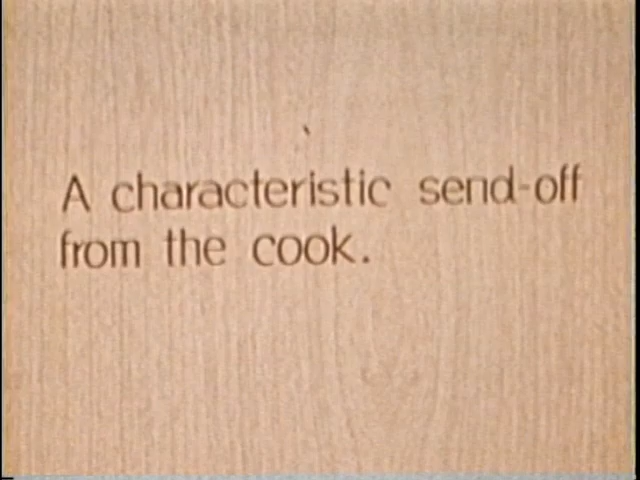 A characteristic send-off
from the cook.